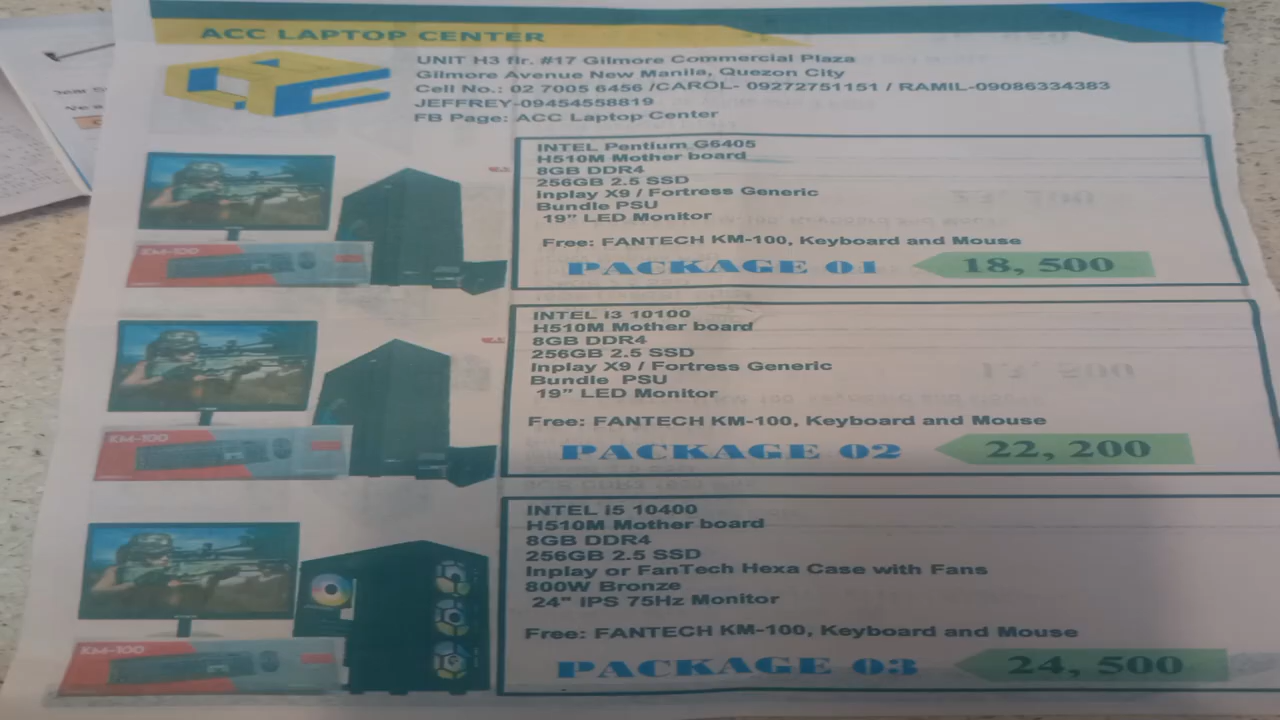 ACC LAPTOP CENTER
UNIT H3 flr. #17 Gilmore Commercial Plaza
Gilmore Avenue New Manila, Quezon City
Cell No.: 02 7005 6456 /CAROL- 09272751151 / RAMIL-09086334383
JEFFREY-09454558819
FB Page: ACC Laptop Center
INTEL Pentium G6405
H510M Mother board
8GB DDR4
256GB 2.5 SSD
Inplay X9 / Fortress Generic
Bundle PSU
19" LED Monitor
Free: FANTECH KM-100, Keyboard and Mouse
KM-100
PACKAGE 01
18, 500
INTEL i3 10100
H510M Mother board
8GB DDR4
256GB 2.5 SSD
Inplay X9 / Fortress Generic
Bundle PSU
19" LED Monitor
Free: FANTECH KM-100, Keyboard and Mouse
KM-100
PACKAGE 02
22, 200
INTEL i5 10400
H510M Mother board
8GB DDR4
256GB 2.5 SSD
Inplay or FanTech Hexa Case with Fans
800W Bronze
24" IPS 75Hz Monitor
Free: FANTECH KM-100, Keyboard and Mouse
KM-100
PACKAGE 03
24, 500